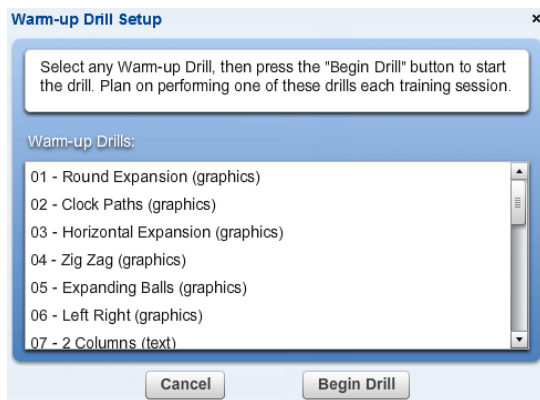 Warm-up Drill Setup
Select any Warm-up Drill, then press the "Begin Drill" button to start
the drill. Plan on performing one of these drills each training session.
Warm-up Drills:
01 - Round Expansion (graphics)
02 - Clock Paths (graphics)
03 - Horizontal Expansion (graphics)
04 - Zig Zag (graphics)
05 - Expanding Balls (graphics)
06 - Left Right (graphics)
07 - 2 Columns (text)
Cancel
Begin Drill